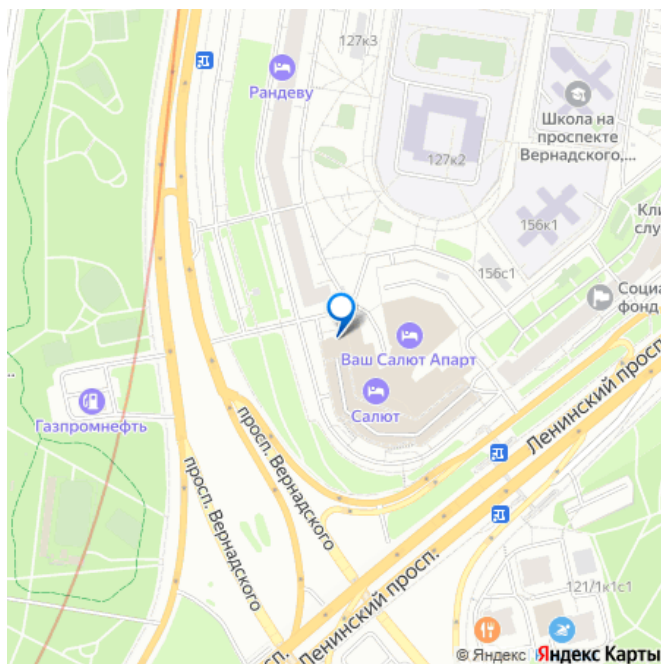 127к3
Рандеву
Школа на
проспекте
Вернадского,...
127к2
156к1
156с1
Ваш Салют Апарт
Салют
Газпромнефть
просп. Вернадского
просп. Вернадского
Ленинский просп.
Ленинский просп.
121/1к1с1
© Яндекс Яндекс Карты